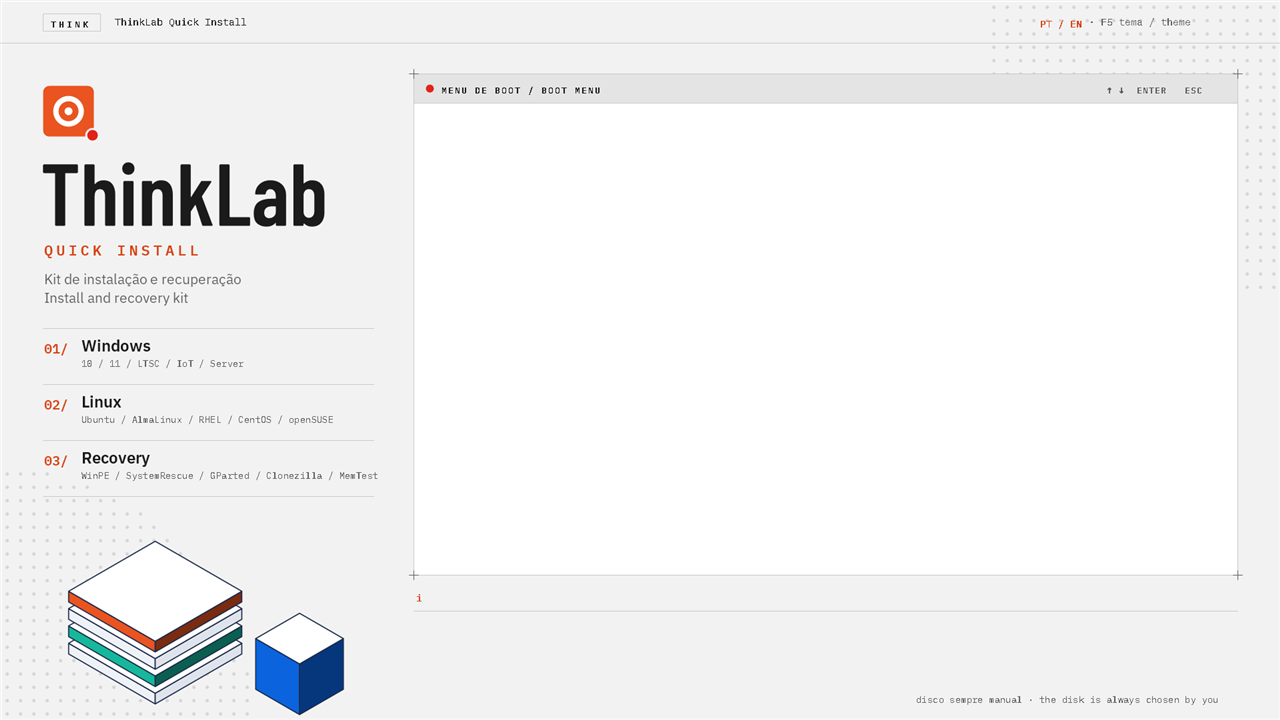 THINK
ThinkLab Quick Install
PT / EN · F5 tema / theme
MENU DE BOOT / BOOT MENU
↑ ↓ ENTER ESC
ThinkLab
QUICK INSTALL
Kit de instalação e recuperação
Install and recovery kit
01/ Windows
10 / 11 / LTSC / IoT / Server
02/ Linux
Ubuntu / AlmaLinux / RHEL / CentOS / openSUSE
03/ Recovery
WinPE / SystemRescue / GParted / Clonezilla / MemTest
i
disco sempre manual · the disk is always chosen by you